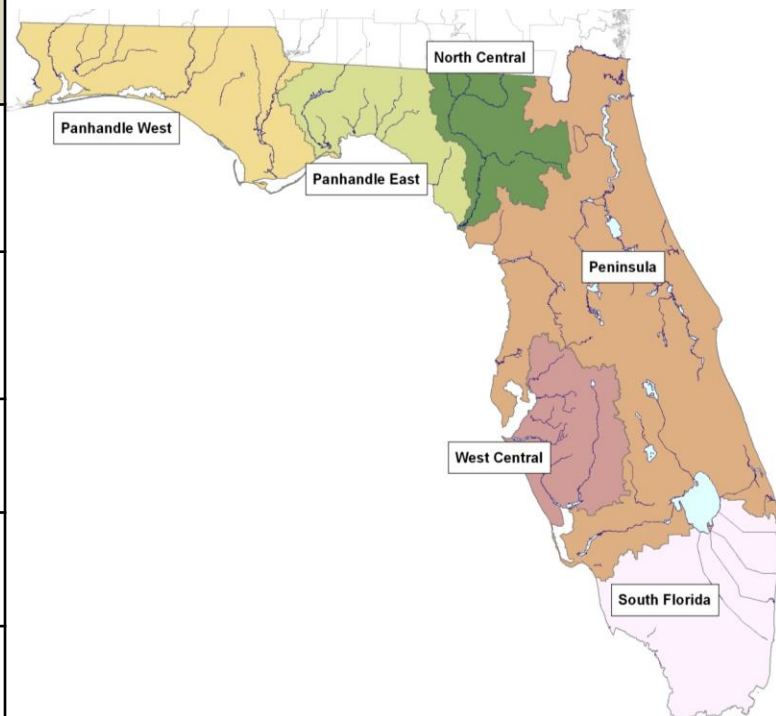 North Central
Panhandle West
Panhandle East
Peninsula
West Central
South Florida